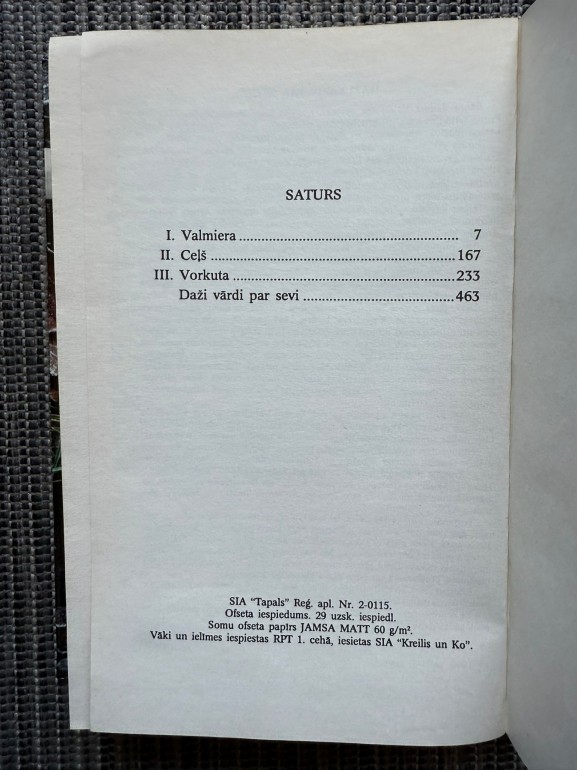 SATURS
I. Valmiera ........................................................ 7
II. Ceļš ............................................................... 167
III. Vorkuta ......................................................... 233
Daži vārdi par sevi ....................................... 463
SIA "Tapals" Reģ. apl. Nr. 2-0115.
Ofseta iespiedums. 29 uzsk. iespiedl.
Somu ofseta papīrs JAMSA MATT 60 g/m².
Vāki un ielīmes iespiestas RPT 1. cehā, iesietas SIA "Kreilis un Ko".